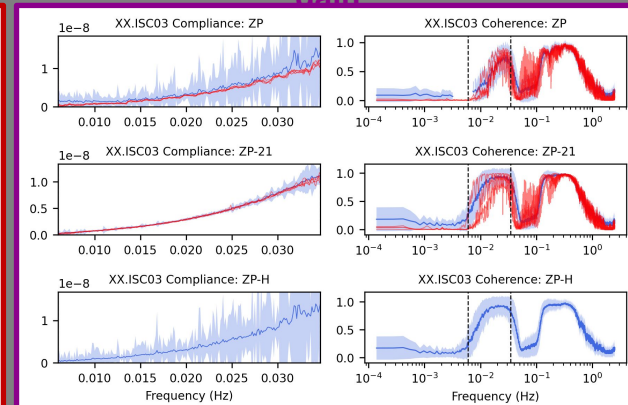 XX.ISC03 Compliance: ZP
1e−8
1
0
0.010 0.015 0.020 0.025 0.030
XX.ISC03 Coherence: ZP
1.0
0.5
0.0
10⁻⁴ 10⁻³ 10⁻² 10⁻¹ 10⁰
XX.ISC03 Compliance: ZP-21
1e−8
1.0
0.5
0.0
0.010 0.015 0.020 0.025 0.030
XX.ISC03 Coherence: ZP-21
1.0
0.5
0.0
10⁻⁴ 10⁻³ 10⁻² 10⁻¹ 10⁰
XX.ISC03 Compliance: ZP-H
1e−8
1
0
0.010 0.015 0.020 0.025 0.030
Frequency (Hz)
XX.ISC03 Coherence: ZP-H
1.0
0.5
0.0
10⁻⁴ 10⁻³ 10⁻² 10⁻¹ 10⁰
Frequency (Hz)